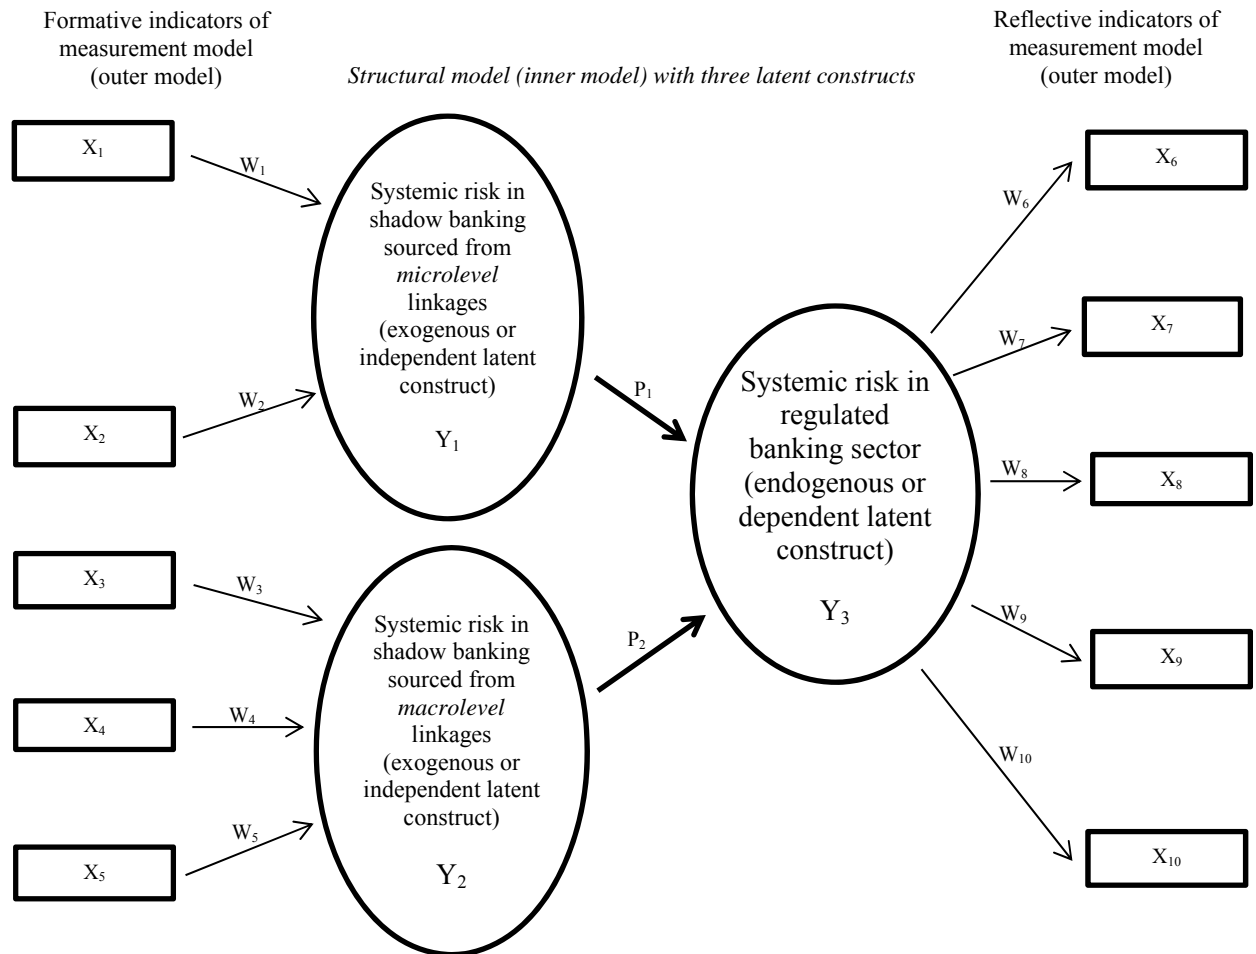 Formative indicators of
measurement model
(outer model)
Structural model (inner model) with three latent constructs
Reflective indicators of
measurement model
(outer model)
X₁
W₁
X₂
W₂
X₃
W₃
X₄
W₄
X₅
W₅
Systemic risk in
shadow banking
sourced from
microlevel
linkages
(exogenous or
independent latent
construct)
Y₁
Systemic risk in
shadow banking
sourced from
macrolevel
linkages
(exogenous or
independent latent
construct)
Y₂
P₁
P₂
Systemic risk in
regulated
banking sector
(endogenous or
dependent latent
construct)
Y₃
W₆
X₆
W₇
X₇
W₈
X₈
W₉
X₉
W₁₀
X₁₀